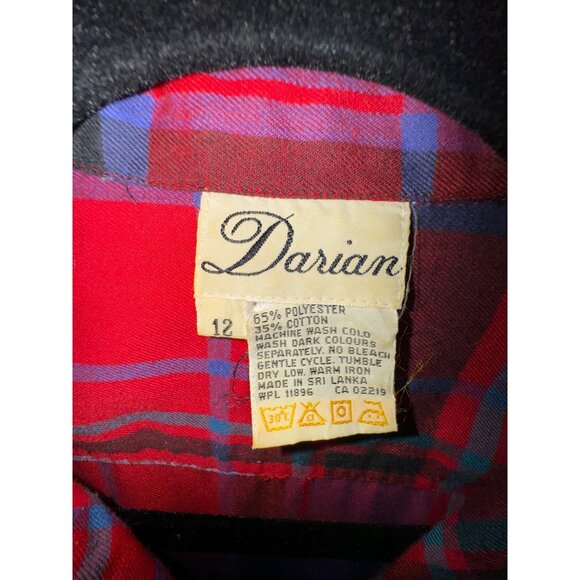 Darian
12
65% POLYESTER
35% COTTON
MACHINE WASH COLD
WASH DARK COLOURS
SEPARATELY. NO BLEACH
GENTLE CYCLE. TUMBLE
DRY LOW. WARM IRON
MADE IN SRI LANKA
WPL 11896 CA 02219
30°C